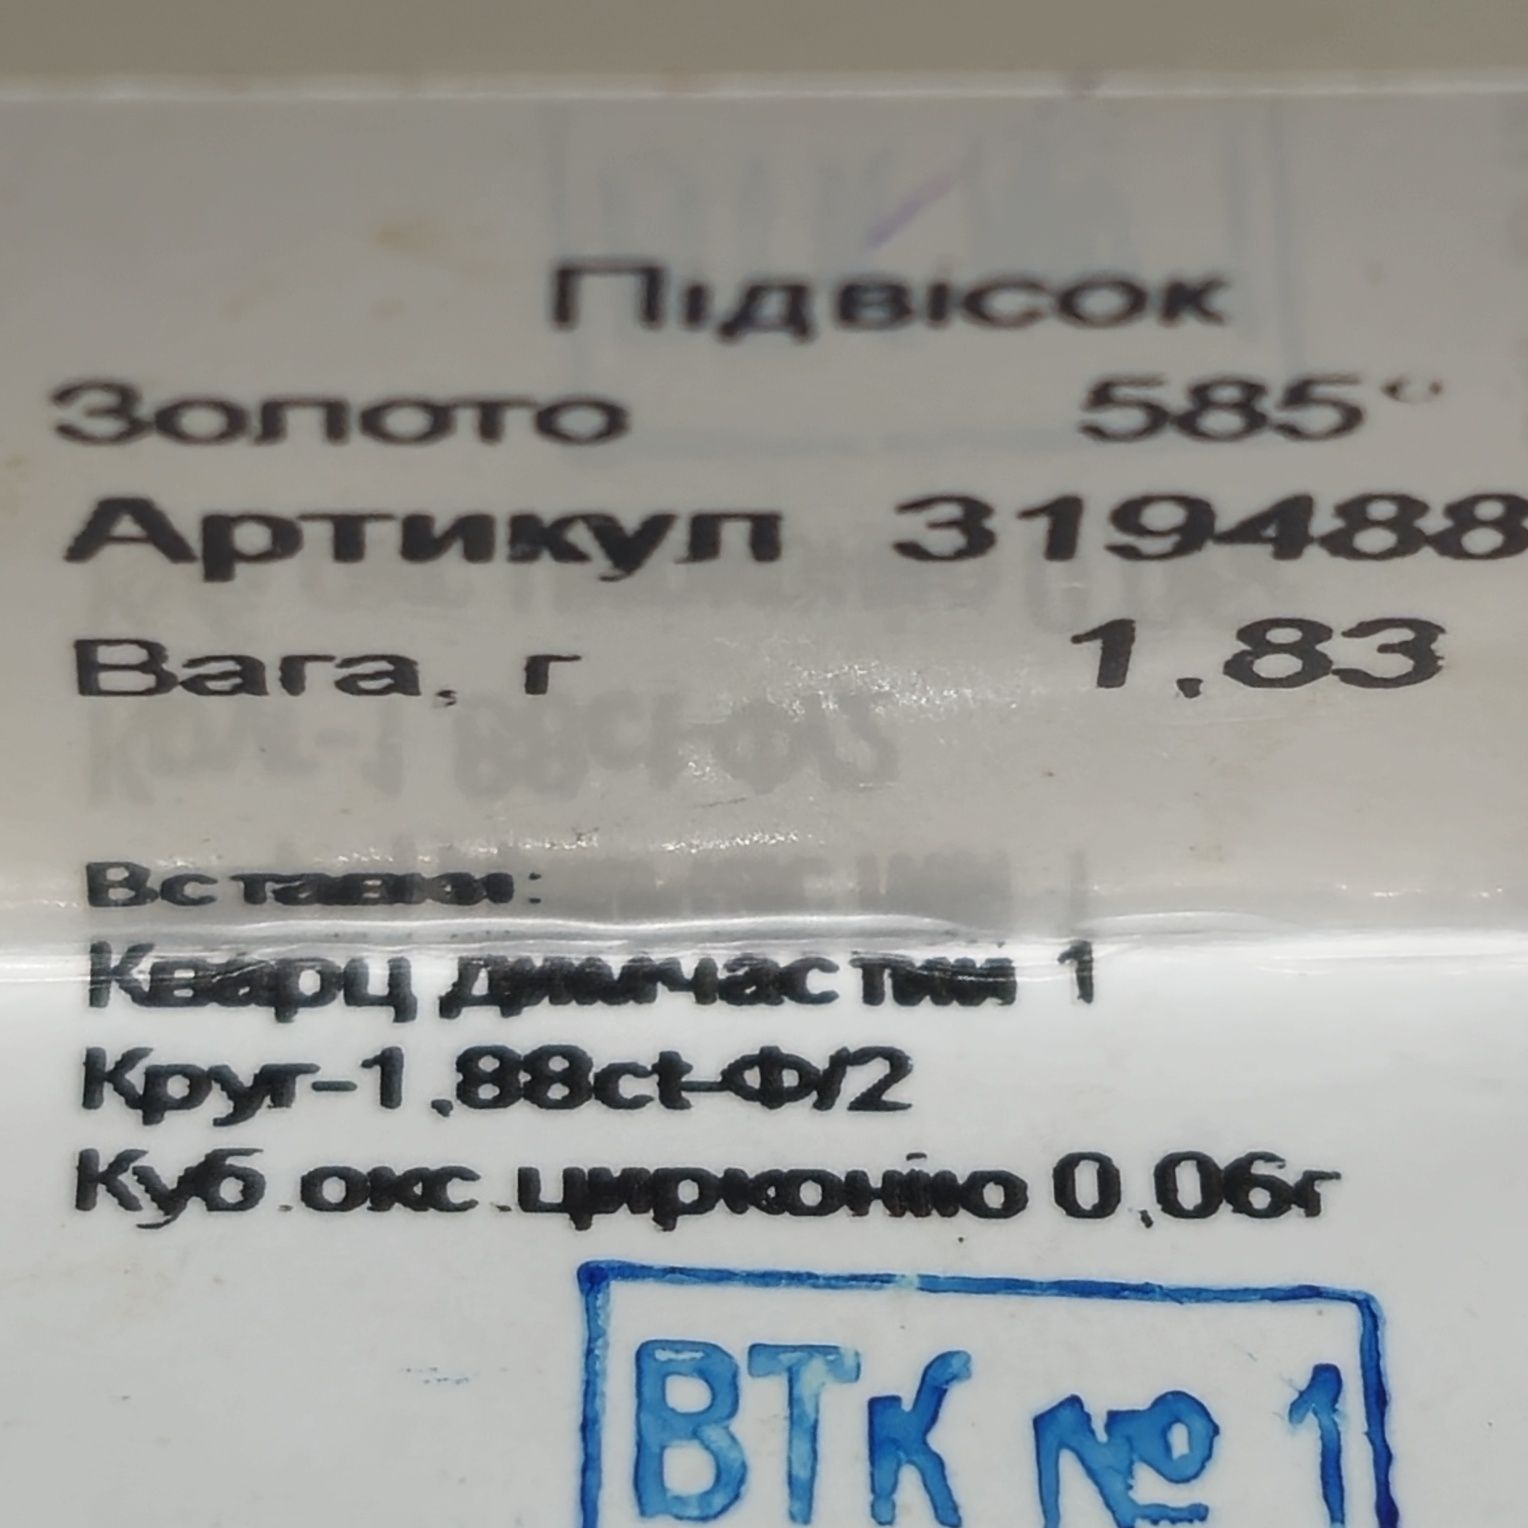 Підвісок
Золото 585°
Артикул 319488
Вага, г 1,83
Вставки:
Кварц димчастий 1
Круг-1,88ct-Ф/2
Куб.окс.цирконію 0,06г
ВТК № 1